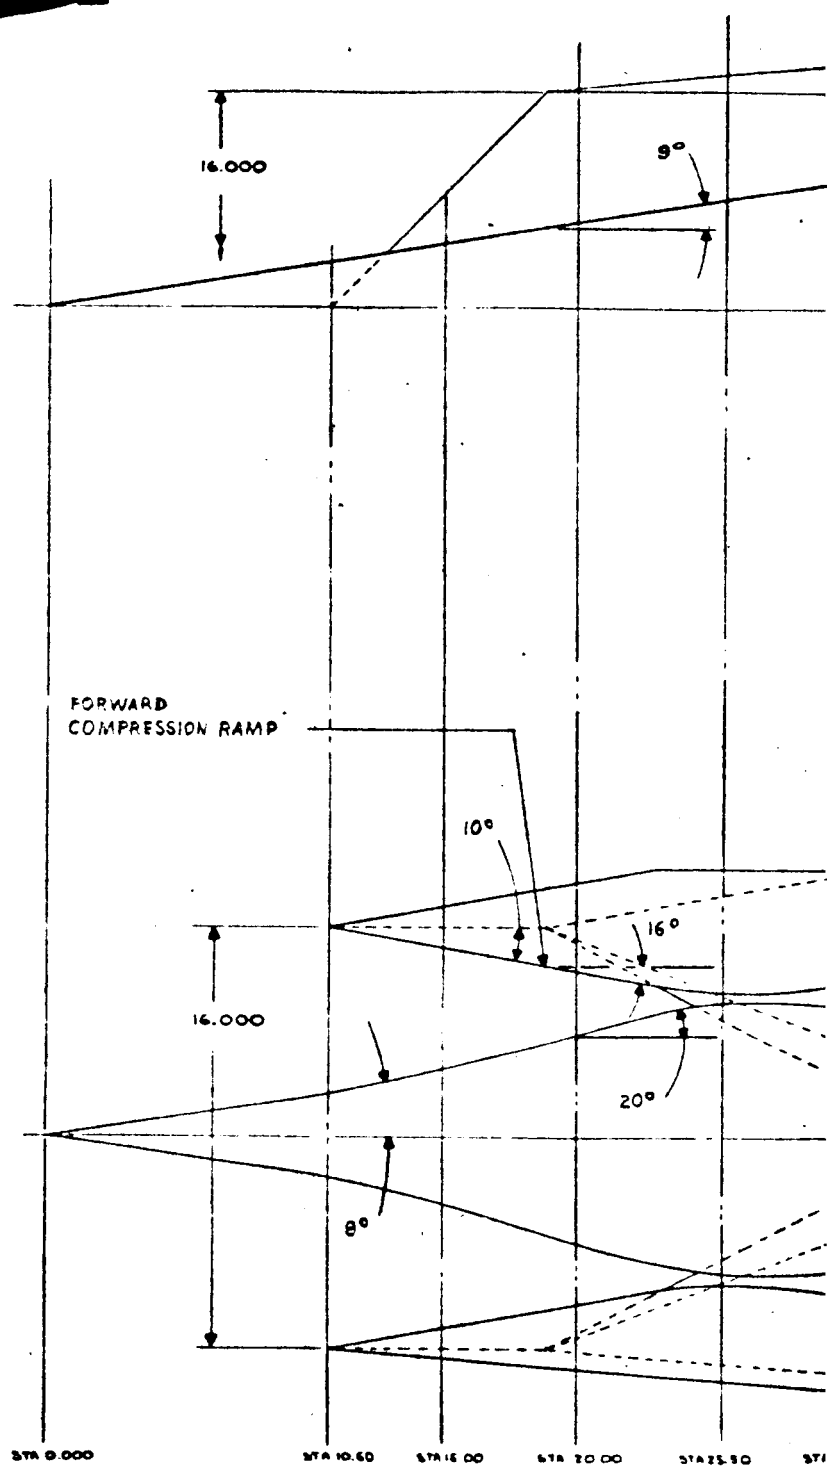 16.000
9°
FORWARD
COMPRESSION RAMP
10°
16°
16.000
20°
8°
STA 0.000
STA 10.60
STA 16.00
STA 20.00
STA 25.50